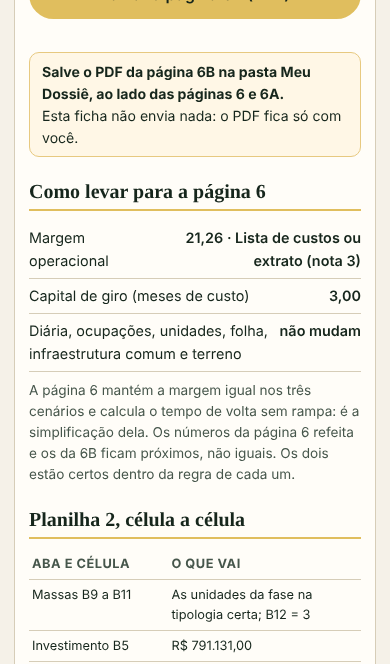 Salve o PDF da página 6B na pasta Meu
Dossiê, ao lado das páginas 6 e 6A.
Esta ficha não envia nada: o PDF fica só com
você.
Como levar para a página 6
Margem operacional
21,26 · Lista de custos ou extrato (nota 3)
Capital de giro (meses de custo) 3,00
Diária, ocupações, unidades, folha, não mudam
infraestrutura comum e terreno
A página 6 mantém a margem igual nos três
cenários e calcula o tempo de volta sem rampa: é a
simplificação dela. Os números da página 6 refeita
e os da 6B ficam próximos, não iguais. Os dois
estão certos dentro da regra de cada um.
Planilha 2, célula a célula
ABA E CÉLULA O QUE VAI
Massas B9 a B11 As unidades da fase na
tipologia certa; B12 = 3
Investimento B5 R$ 791.131,00